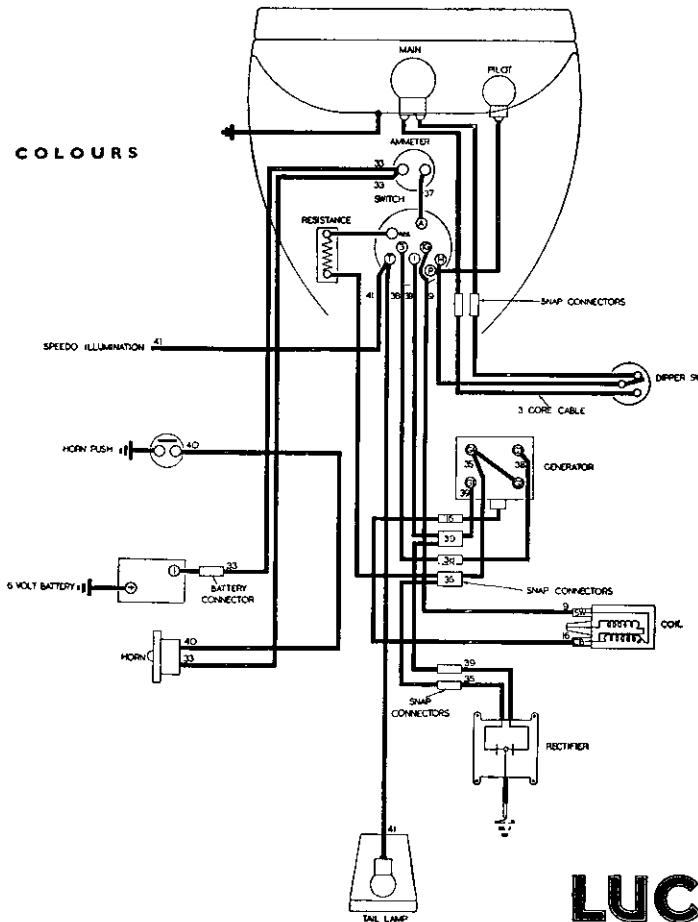 MAIN
PILOT
COLOURS
AMMETER
33
33
37
SWITCH
RESISTANCE
A
S
IG
T
I
H
P
41
38
39
9
SNAP CONNECTORS
SPEEDO ILLUMINATION
41
DIPPER
3 CORE CABLE
HORN PUSH
40
35
38
39
GENERATOR
16
39
38
35
SNAP CONNECTORS
6 VOLT BATTERY
33
BATTERY
CONNECTOR
9
SW
COIL
16
CB
40
HORN
33
39
35
SNAP
CONNECTORS
RECTIFIER
41
TAIL LAMP
LUC